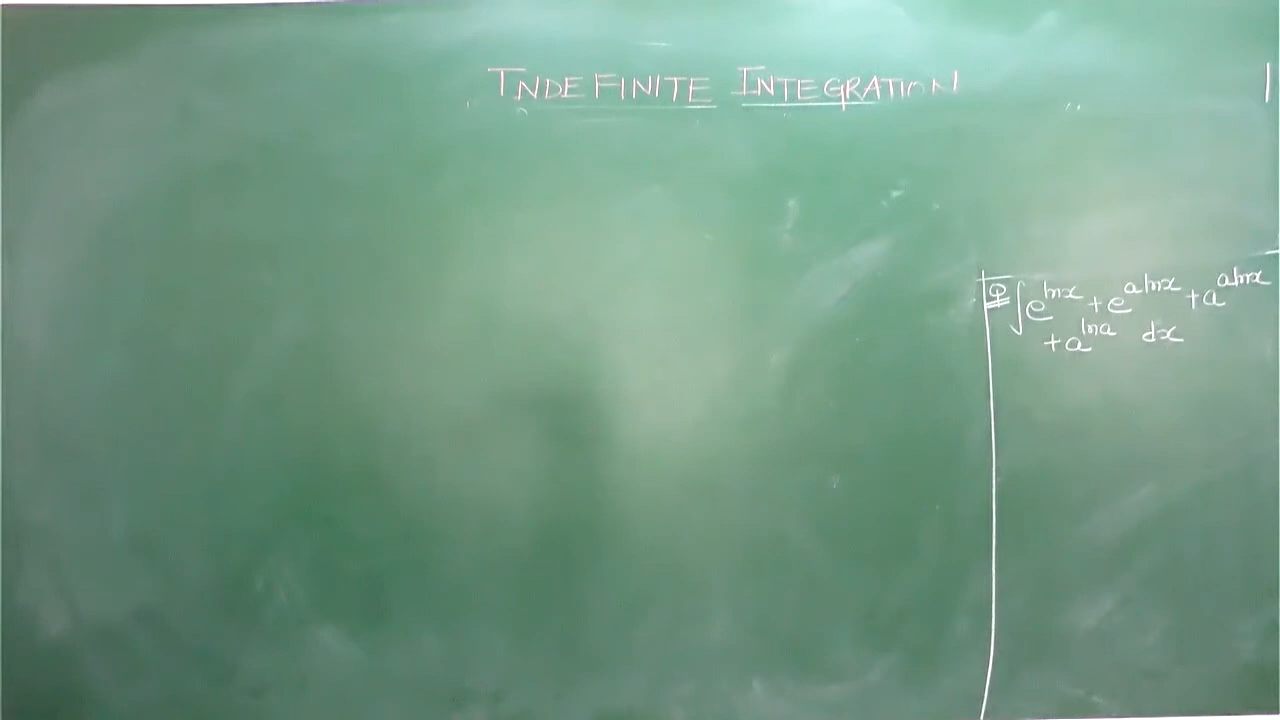 INDEFINITE INTEGRATION
Q ∫ e^{lnx} + e^{alnx} + a^{alnx}
+ a^{lna} dx